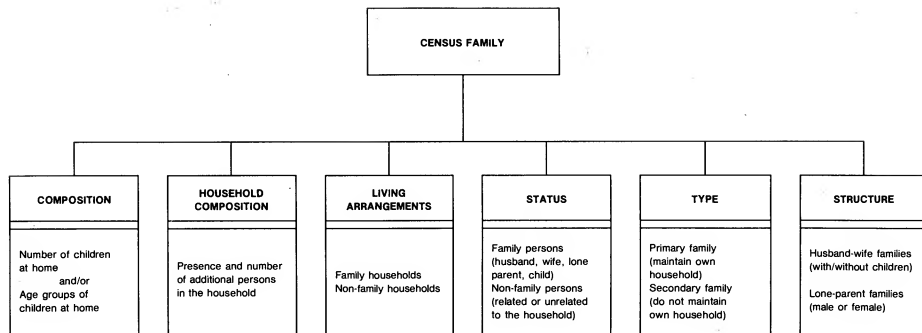 CENSUS FAMILY
COMPOSITION
Number of children
at home
and/or
Age groups of
children at home
HOUSEHOLD
COMPOSITION
Presence and number
of additional persons
in the household
LIVING
ARRANGEMENTS
Family households
Non-family households
STATUS
Family persons
(husband, wife, lone
parent, child)
Non-family persons
(related or unrelated
to the household)
TYPE
Primary family
(maintain own
household)
Secondary family
(do not maintain
own household)
STRUCTURE
Husband-wife families
(with/without children)
Lone-parent families
(male or female)